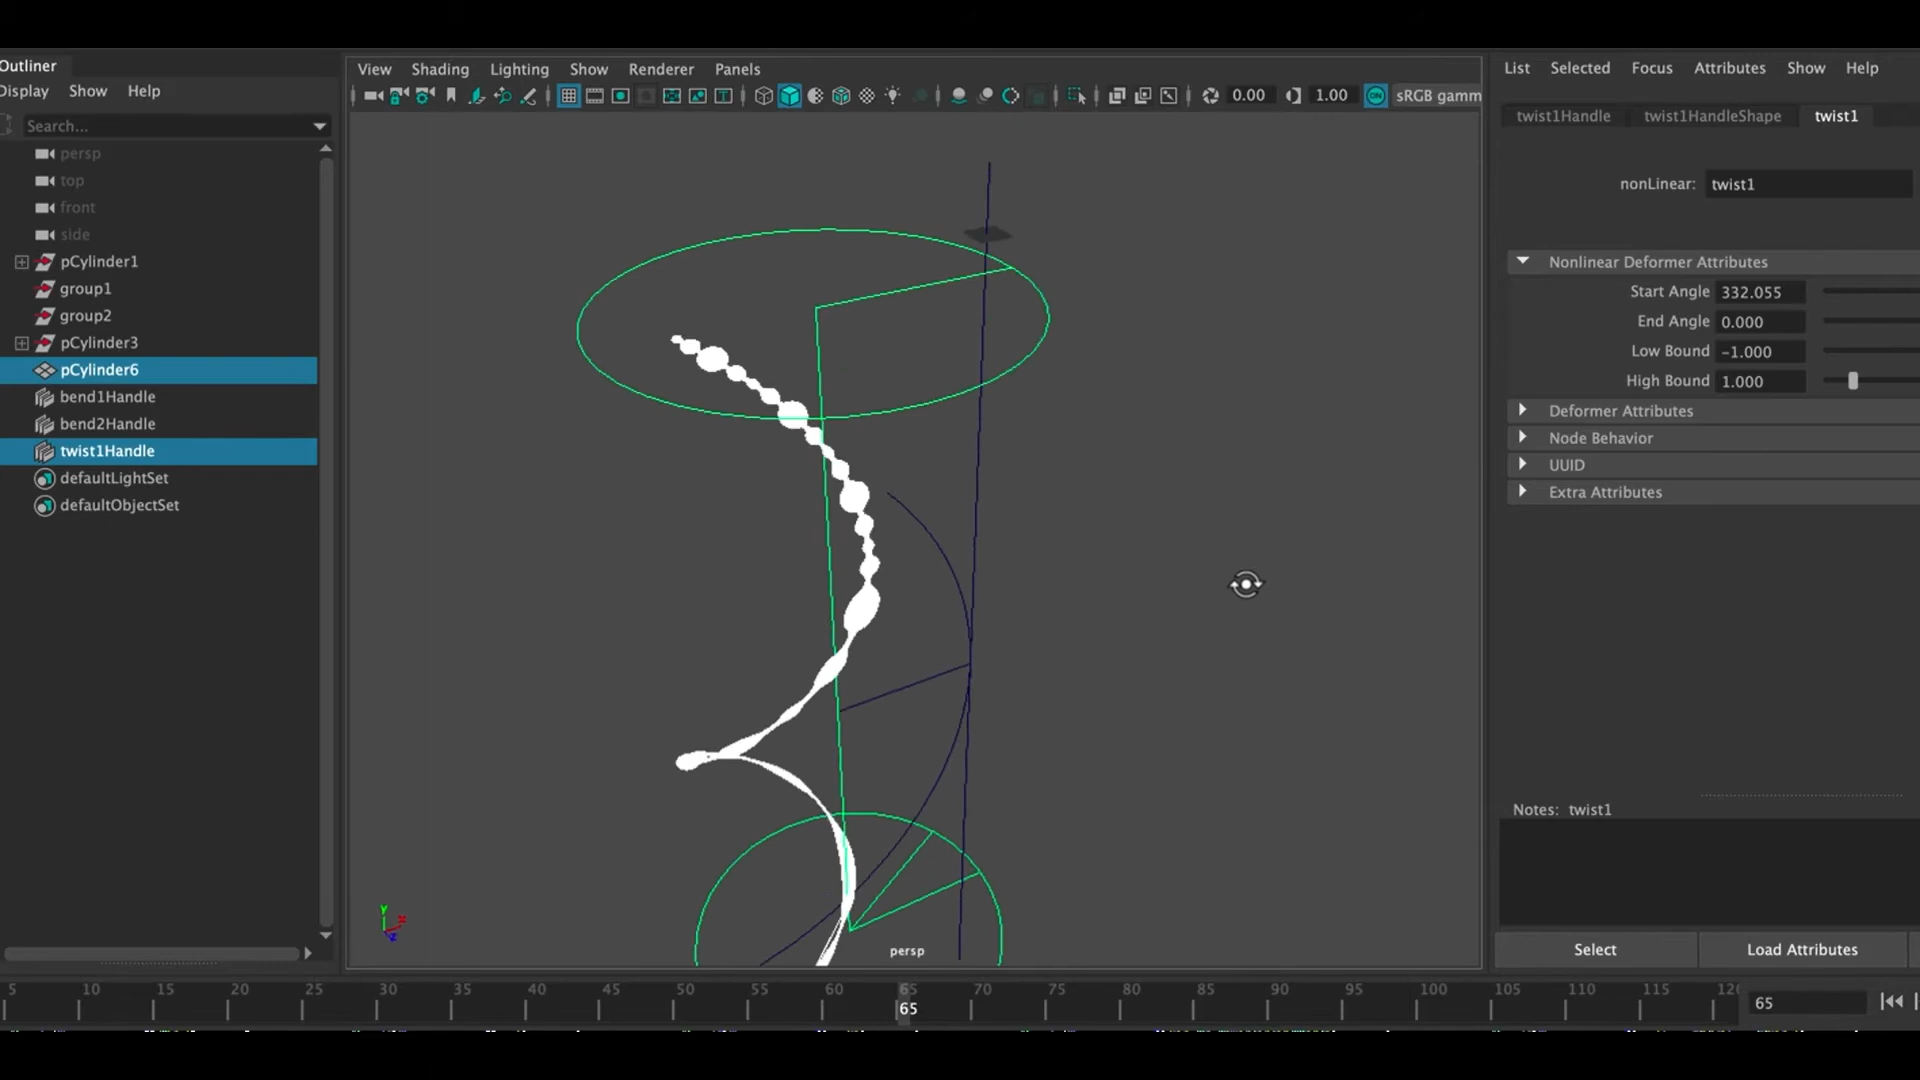 Outliner
Display Show Help
Search...
persp
top
front
side
pCylinder1
group1
group2
pCylinder3
pCylinder6
bend1Handle
bend2Handle
twist1Handle
defaultLightSet
defaultObjectSet
View Shading Lighting Show Renderer Panels
0.00 1.00 ON sRGB gamm
persp
y x z
List Selected Focus Attributes Show Help
twist1Handle twist1HandleShape twist1
nonLinear: twist1
Nonlinear Deformer Attributes
Start Angle 332.055
End Angle 0.000
Low Bound -1.000
High Bound 1.000
Deformer Attributes
Node Behavior
UUID
Extra Attributes
Notes: twist1
Select Load Attributes
5 10 15 20 25 30 35 40 45 50 55 60 65 70 75 80 85 90 95 100 105 110 115 120
65
65